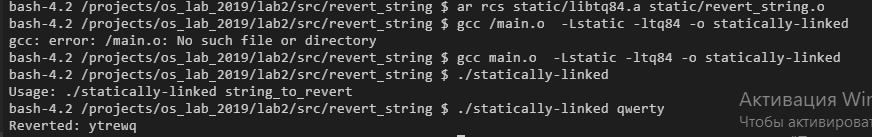 bash-4.2 /projects/os_lab_2019/lab2/src/revert_string $ ar rcs static/libtq84.a static/revert_string.o
bash-4.2 /projects/os_lab_2019/lab2/src/revert_string $ gcc /main.o  -Lstatic -ltq84 -o statically-linked
gcc: error: /main.o: No such file or directory
bash-4.2 /projects/os_lab_2019/lab2/src/revert_string $ gcc main.o  -Lstatic -ltq84 -o statically-linked
bash-4.2 /projects/os_lab_2019/lab2/src/revert_string $ ./statically-linked
Usage: ./statically-linked string_to_revert
bash-4.2 /projects/os_lab_2019/lab2/src/revert_string $ ./statically-linked qwerty
Reverted: ytrewq
Активация Win
Чтобы активироват